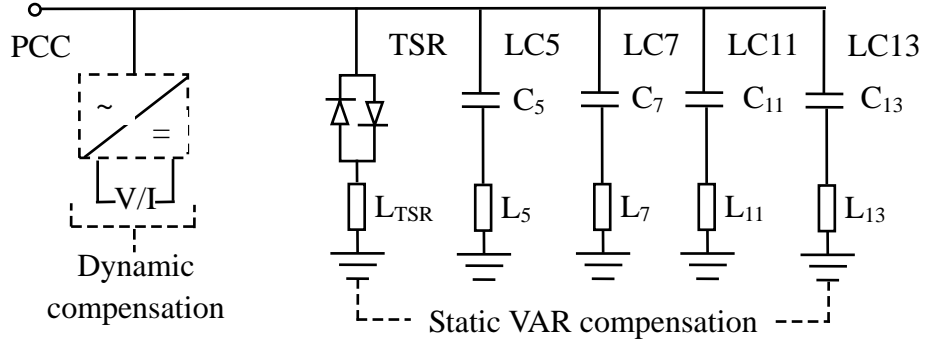 PCC
TSR
LC5
LC7
LC11
LC13
~
=
V/I
C5
C7
C11
C13
LTSR
L5
L7
L11
L13
Dynamic
compensation
Static VAR compensation